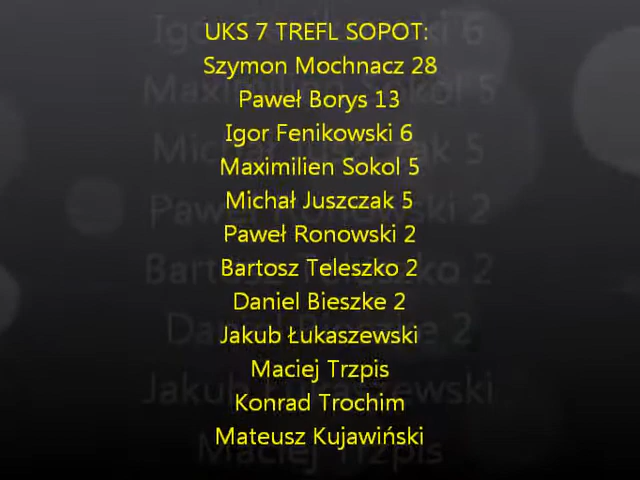 UKS 7 TREFL SOPOT:
Szymon Mochnacz 28
Paweł Borys 13
Igor Fenikowski 6
Maximilien Sokol 5
Michał Juszczak 5
Paweł Ronowski 2
Bartosz Teleszko 2
Daniel Bieszke 2
Jakub Łukaszewski
Maciej Trzpis
Konrad Trochim
Mateusz Kujawiński